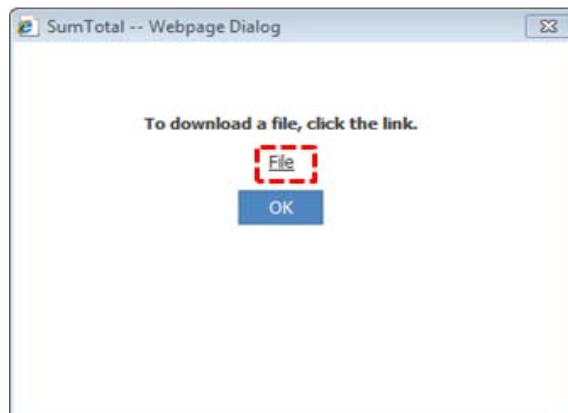 SumTotal -- Webpage Dialog
To download a file, click the link.
File
OK